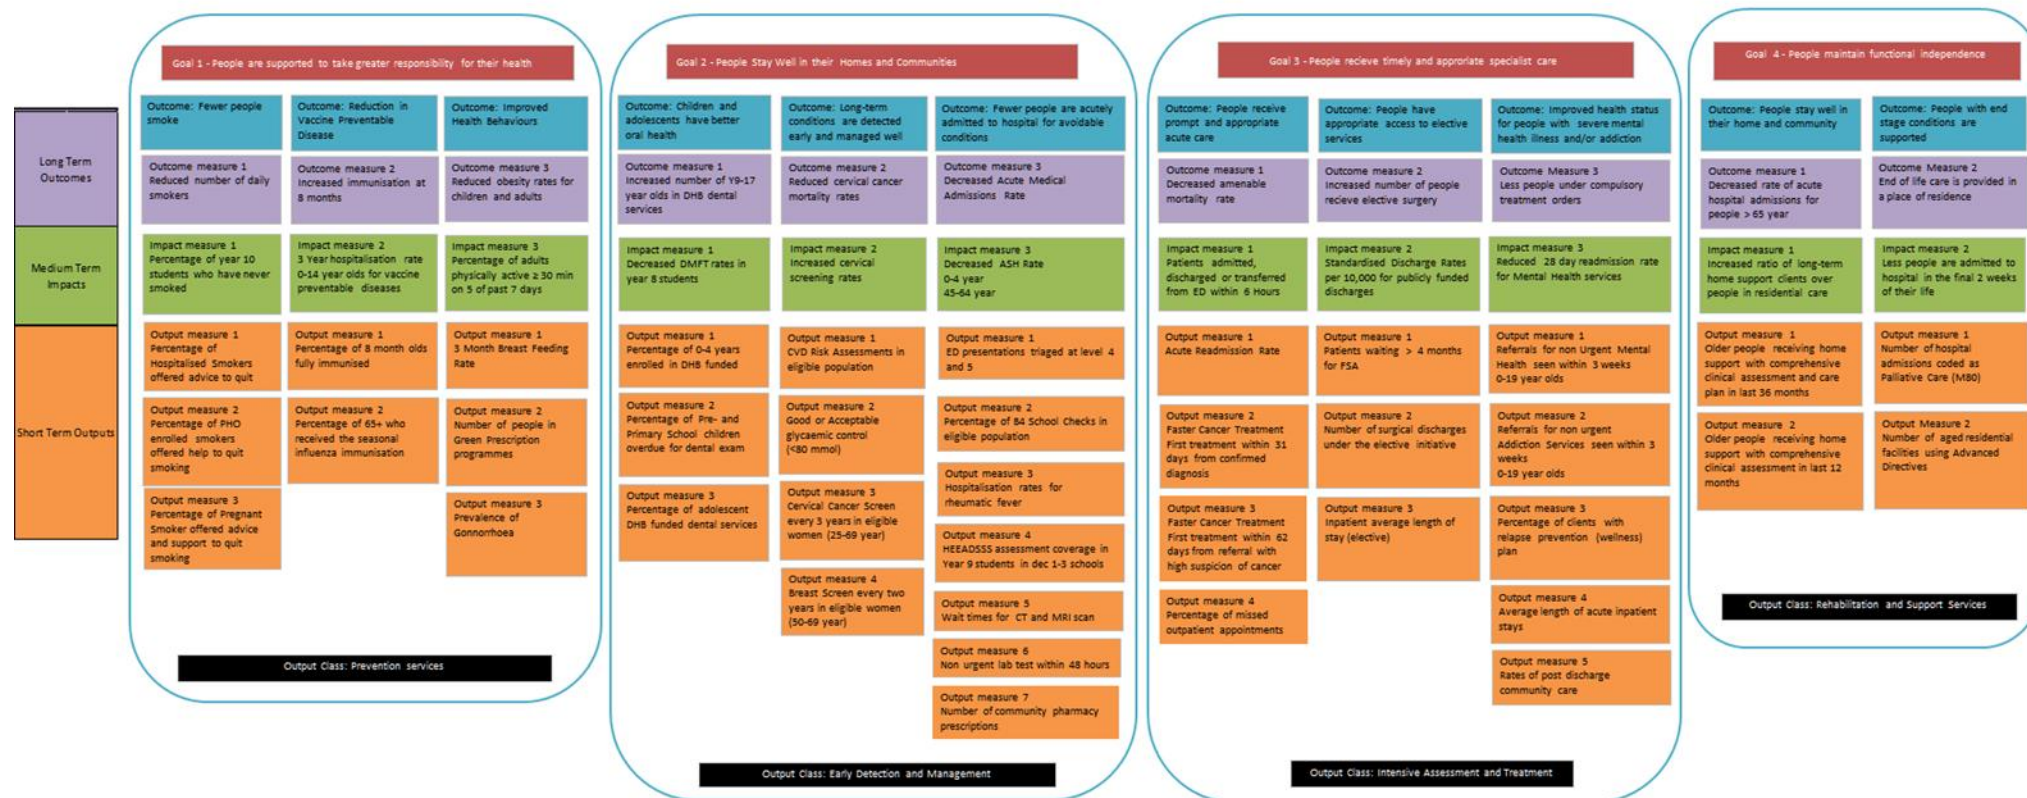 Goal 1 - People are supported to take greater responsibility for their health
Goal 2 - People Stay Well in their Homes and Communities
Goal 3 - People recieve timely and approriate specialist care
Goal 4 - People maintain functional independence
Long Term
Outcomes
Medium Term
Impacts
Short Term Outputs
Outcome: Fewer people
smoke
Outcome measure 1
Reduced number of daily
smokers
Impact measure 1
Percentage of year 10
students who have never
smoked
Output measure 1
Percentage of
Hospitalised Smokers
offered advice to quit
Output measure 2
Percentage of PHO
enrolled smokers
offered help to quit
smoking
Output measure 3
Percentage of Pregnant
Smoker offered advice
and support to quit
smoking
Outcome: Reduction in
Vaccine Preventable
Disease
Outcome measure 2
Increased immunisation at
8 months
Impact measure 2
3 Year hospitalisation rate
0-14 year olds for vaccine
preventable diseases
Output measure 1
Percentage of 8 month olds
fully immunised
Output measure 2
Percentage of 65+ who
received the seasonal
influenza immunisation
Outcome: Improved
Health Behaviours
Outcome measure 3
Reduced obesity rates for
children and adults
Impact measure 3
Percentage of adults
physically active ≥ 30 min
on 5 of past 7 days
Output measure 1
3 Month Breast Feeding
Rate
Output measure 2
Number of people in
Green Prescription
programmes
Output measure 3
Prevalence of
Gonnorrhoea
Output Class: Prevention services
Outcome: Children and
adolescents have better
oral health
Outcome measure 1
Increased number of Y9-17
year olds in DHB dental
services
Impact measure 1
Decreased DMFT rates in
year 8 students
Output measure 1
Percentage of 0-4 years
enrolled in DHB funded
Output measure 2
Percentage of Pre- and
Primary School children
overdue for dental exam
Output measure 3
Percentage of adolescent
DHB funded dental services
Outcome: Long-term
conditions are detected
early and managed well
Outcome measure 2
Reduced cervical cancer
mortality rates
Impact measure 2
Increased cervical
screening rates
Output measure 1
CVD Risk Assessments in
eligible population
Output measure 2
Good or Acceptable
glycaemic control
(<80 mmol)
Output measure 3
Cervical Cancer Screen
every 3 years in eligible
women (25-69 year)
Output measure 4
Breast Screen every two
years in eligible women
(50-69 year)
Outcome: Fewer people are acutely
admitted to hospital for avoidable
conditions
Outcome measure 3
Decreased Acute Medical
Admissions Rate
Impact measure 3
Decreased ASH Rate
0-4 year
45-64 year
Output measure 1
ED presentations triaged at level 4
and 5
Output measure 2
Percentage of B4 School Checks in
eligible population
Output measure 3
Hospitalisation rates for
rheumatic fever
Output measure 4
HEEADSSS assessment coverage in
Year 9 students in dec 1-3 schools
Output measure 5
Wait times for CT and MRI scan
Output measure 6
Non urgent lab test within 48 hours
Output measure 7
Number of community pharmacy
prescriptions
Output Class: Early Detection and Management
Outcome: People receive
prompt and appropriate
acute care
Outcome measure 1
Decreased amenable
mortality rate
Impact measure 1
Patients admitted,
discharged or transferred
from ED within 6 Hours
Output measure 1
Acute Readmission Rate
Output measure 2
Faster Cancer Treatment
First treatment within 31
days from confirmed
diagnosis
Output measure 3
Faster Cancer Treatment
First treatment within 62
days from referral with
high suspicion of cancer
Output measure 4
Percentage of missed
outpatient appointments
Outcome: People have
appropriate access to elective
services
Outcome measure 2
Increased number of people
recieve elective surgery
Impact measure 2
Standardised Discharge Rates
per 10,000 for publicly funded
discharges
Output measure 1
Patients waiting > 4 months
for FSA
Output measure 2
Number of surgical discharges
under the elective initiative
Output measure 3
Inpatient average length of
stay (elective)
Outcome: Improved health status
for people with severe mental
health illness and/or addiction
Outcome Measure 3
Less people under compulsory
treatment orders
Impact measure 3
Reduced 28 day readmission rate
for Mental Health services
Output measure 1
Referrals for non Urgent Mental
Health seen within 3 weeks
0-19 year olds
Output measure 2
Referrals for non urgent
Addiction Services seen within 3
weeks
0-19 year olds
Output measure 3
Percentage of clients with
relapse prevention (wellness)
plan
Output measure 4
Average length of acute inpatient
stays
Output measure 5
Rates of post discharge
community care
Output Class: Intensive Assessment and Treatment
Outcome: People stay well in
their home and community
Outcome measure 1
Decreased rate of acute
hospital admissions for
people > 65 year
Impact measure 1
Increased ratio of long-term
home support clients over
people in residential care
Output measure 1
Older people receiving home
support with comprehensive
clinical assessment and care
plan in last 36 months
Output measure 2
Older people receiving home
support with comprehensive
clinical assessment in last 12
months
Outcome: People with end
stage conditions are
supported
Outcome Measure 2
End of life care is provided in
a place of residence
Impact measure 2
Less people are admitted to
hospital in the final 2 weeks
of their life
Output measure 1
Number of hospital
admissions coded as
Palliative Care (M80)
Output Measure 2
Number of aged residential
facilities using Advanced
Directives
Output Class: Rehabilitation and Support Services